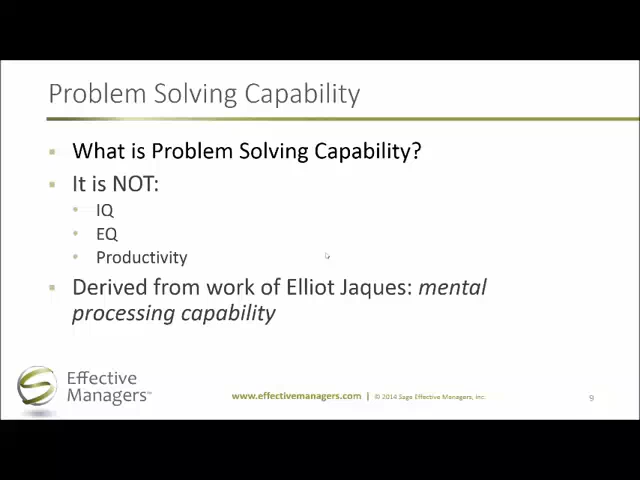 Problem Solving Capability
What is Problem Solving Capability?
It is NOT:
IQ
EQ
Productivity
Derived from work of Elliot Jaques: mental
processing capability
Effective
Managers™
www.effectivemanagers.com | © 2014 Sage Effective Managers, Inc.
9